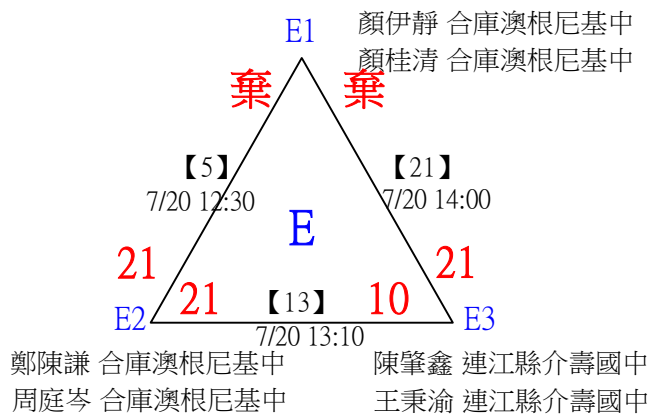 E1
顏伊靜 合庫澳根尼基中
顏桂清 合庫澳根尼基中
棄 棄
【5】
7/20 12:30
【21】
7/20 14:00
E
21
21
21 【13】 10
7/20 13:10
E2
E3
鄭陳謙 合庫澳根尼基中
周庭岑 合庫澳根尼基中
陳肇鑫 連江縣介壽國中
王秉渝 連江縣介壽國中